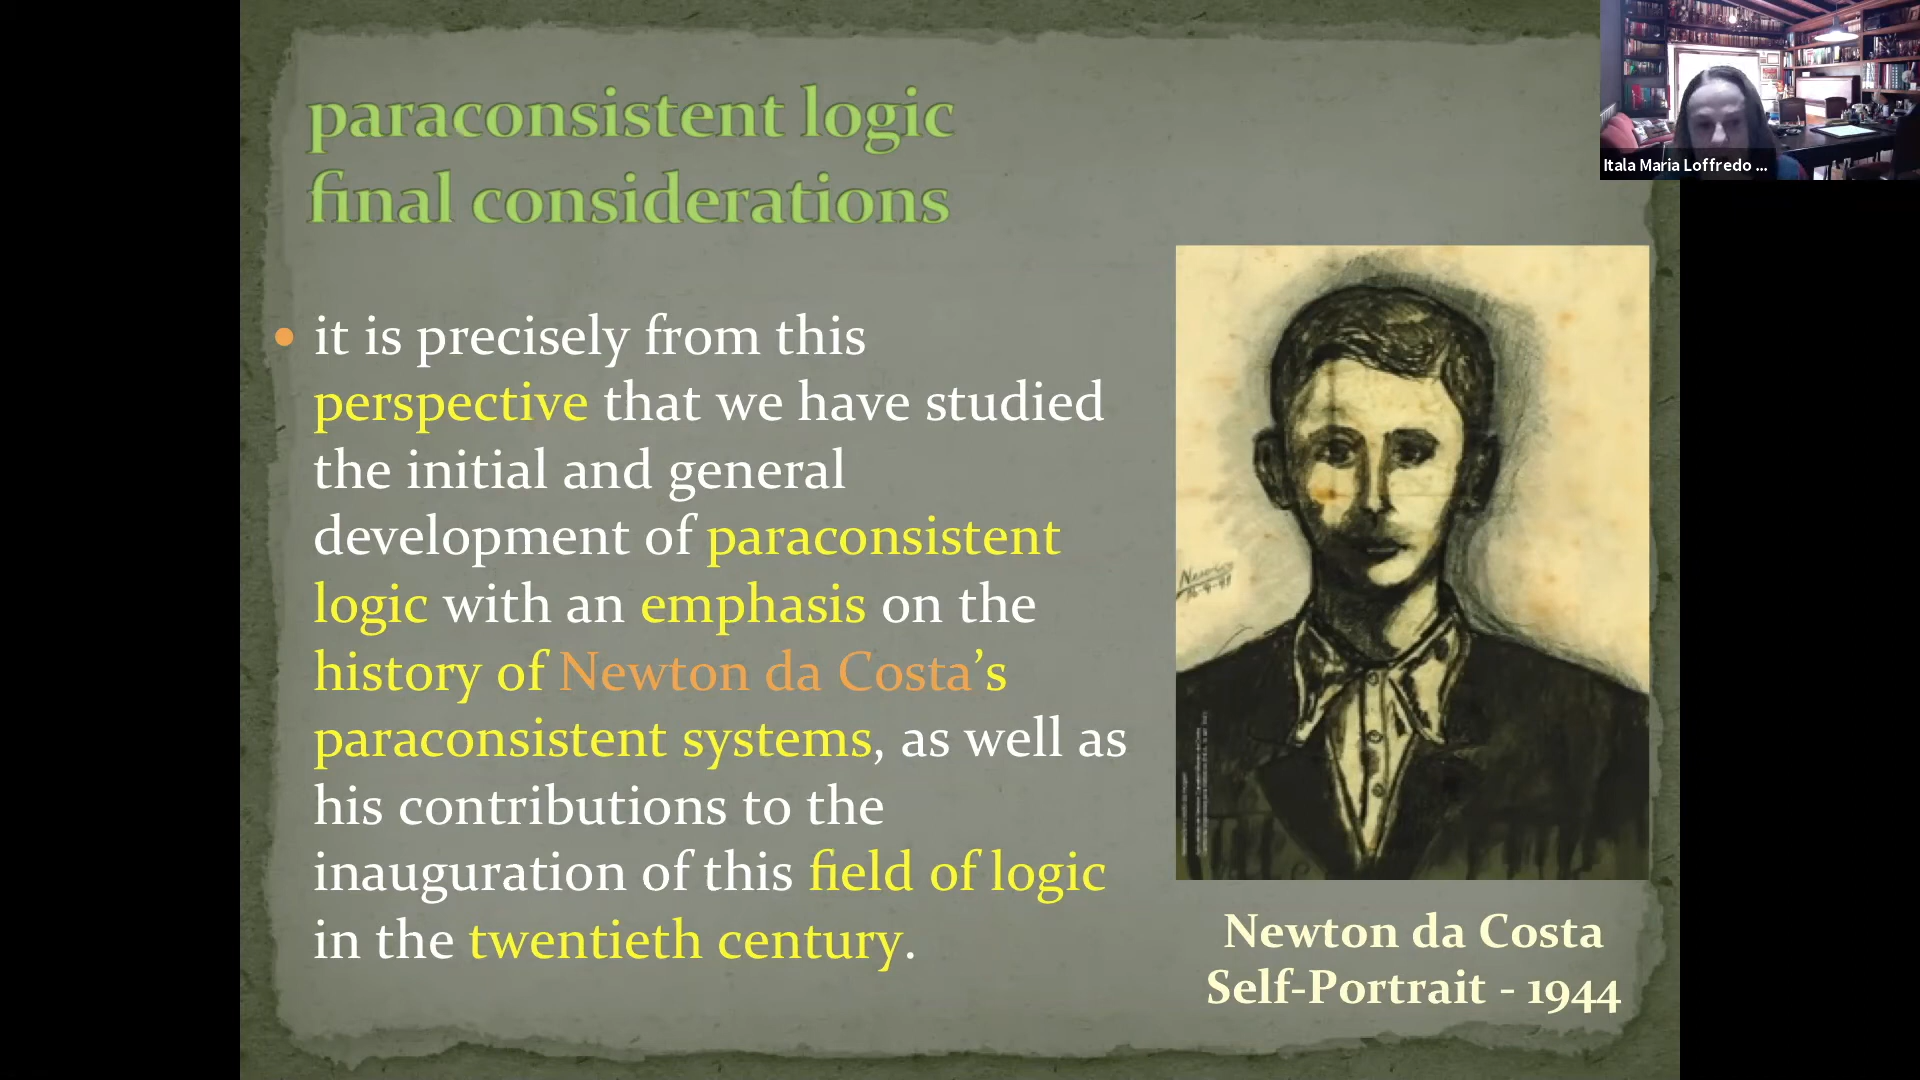 paraconsistent logic
final considerations
Itala Maria Loffredo ...
• it is precisely from this
perspective that we have studied
the initial and general
development of paraconsistent
logic with an emphasis on the
history of Newton da Costa's
paraconsistent systems, as well as
his contributions to the
inauguration of this field of logic
in the twentieth century.
Newton da Costa
Self-Portrait - 1944